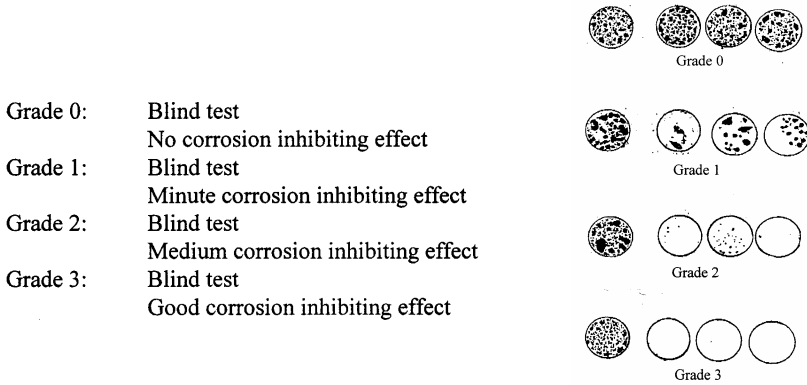 Grade 0: Blind test
No corrosion inhibiting effect
Grade 1: Blind test
Minute corrosion inhibiting effect
Grade 2: Blind test
Medium corrosion inhibiting effect
Grade 3: Blind test
Good corrosion inhibiting effect
Grade 0
Grade 1
Grade 2
Grade 3